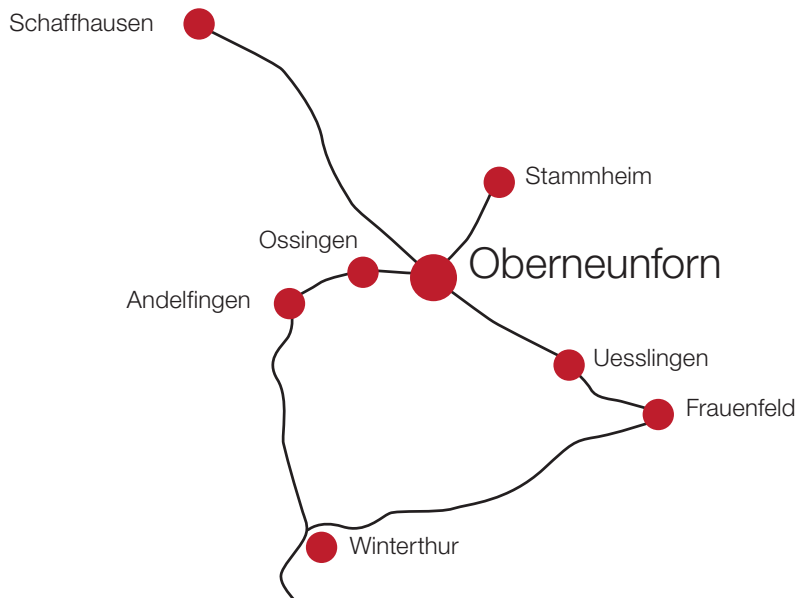 Schaffhausen
Stammheim
Ossingen
Oberneunforn
Andelfingen
Uesslingen
Frauenfeld
Winterthur